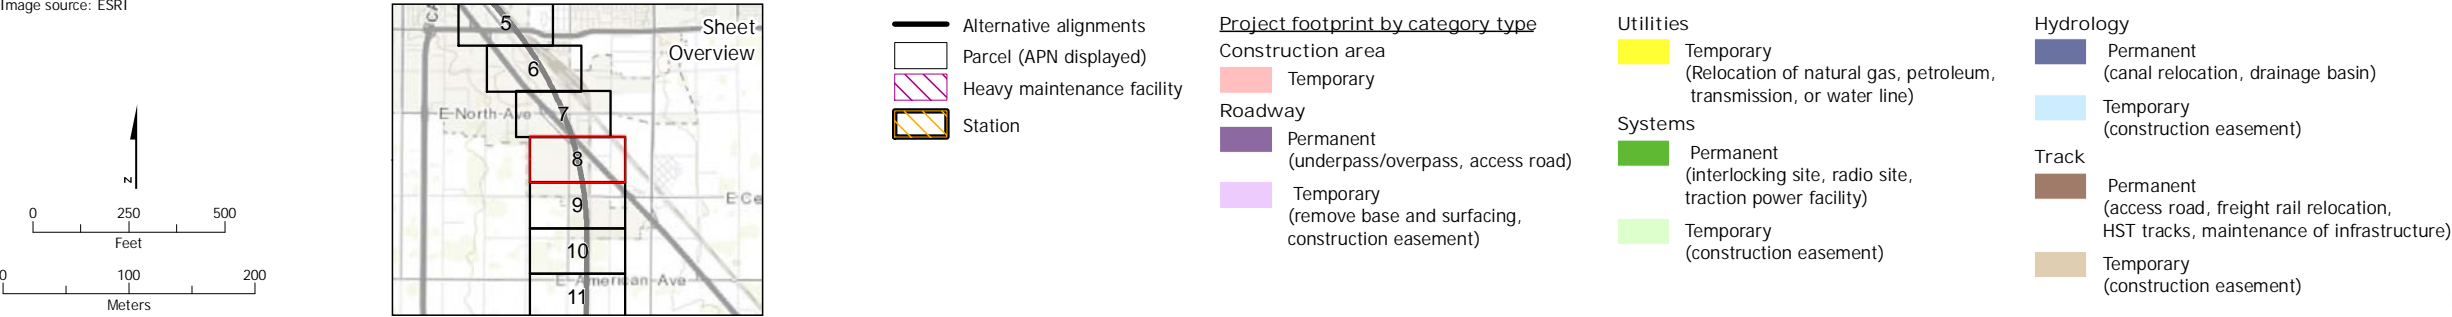 Image source: ESRI
N
0 250 500
Feet
0 100 200
Meters
Sheet
Overview
5
6
7
E North Ave
8
9
E Ce
10
E American Ave
11
Alternative alignments
Parcel (APN displayed)
Heavy maintenance facility
Station
Project footprint by category type
Construction area
Temporary
Roadway
Permanent
(underpass/overpass, access road)
Temporary
(remove base and surfacing,
construction easement)
Utilities
Temporary
(Relocation of natural gas, petroleum,
transmission, or water line)
Systems
Permanent
(interlocking site, radio site,
traction power facility)
Temporary
(construction easement)
Hydrology
Permanent
(canal relocation, drainage basin)
Temporary
(construction easement)
Track
Permanent
(access road, freight rail relocation,
HST tracks, maintenance of infrastructure)
Temporary
(construction easement)